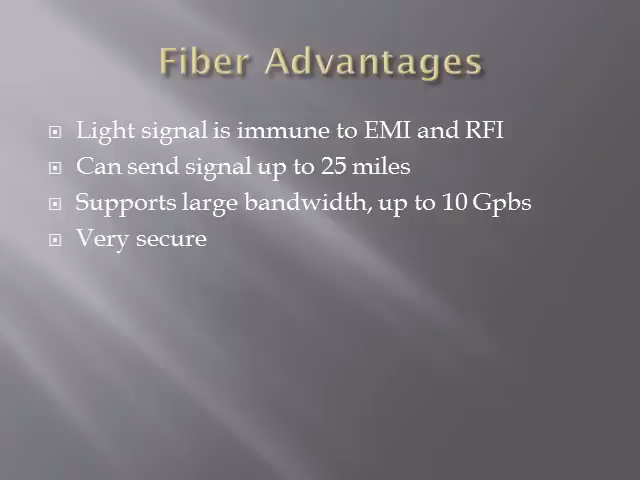 Fiber Advantages
Light signal is immune to EMI and RFI
Can send signal up to 25 miles
Supports large bandwidth, up to 10 Gpbs
Very secure